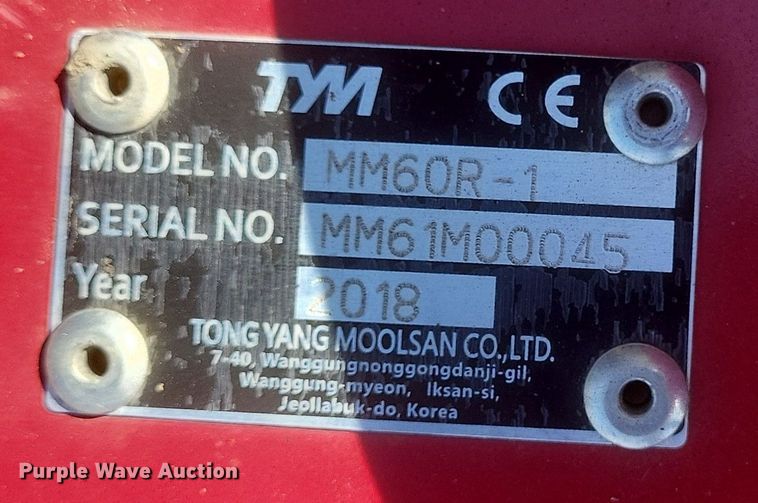 TYM CE
MODEL NO. MM60R-1
SERIAL NO. MM61M00045
Year 2018
TONG YANG MOOLSAN CO.,LTD.
7-40, Wanggungnonggongdanji-gil,
Wanggung-myeon, Iksan-si,
Jeollabuk-do, Korea
Purple Wave Auction